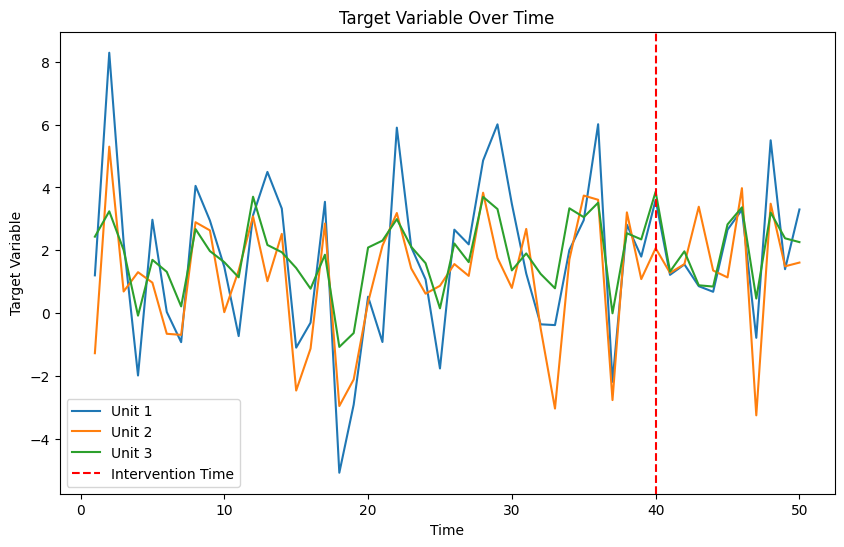 Target Variable Over Time
Target Variable
8
6
4
2
0
−2
−4
Unit 1
Unit 2
Unit 3
Intervention Time
0
10
20
30
40
50
Time